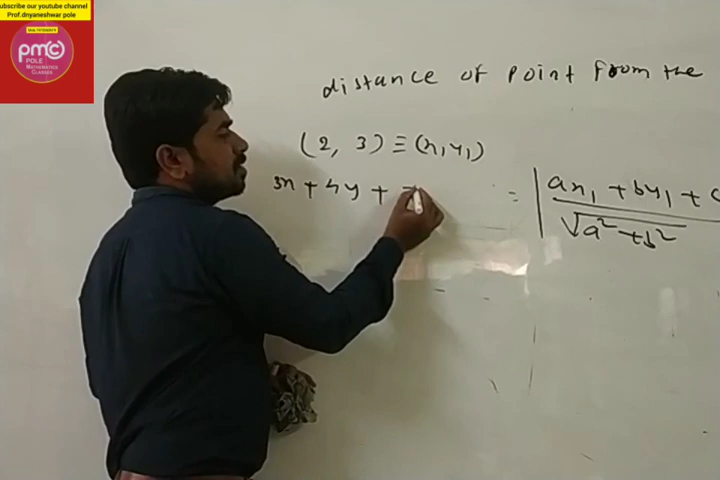 subscribe our youtube channel
Prof.dnyaneshwar pole
pmc
POLE
MATHEMATICS
CLASSES
distance of point from the
(2, 3) ≡ (x₁,y₁)
3x + 4y +
= | ax₁ + by₁ + c
√a² + b²